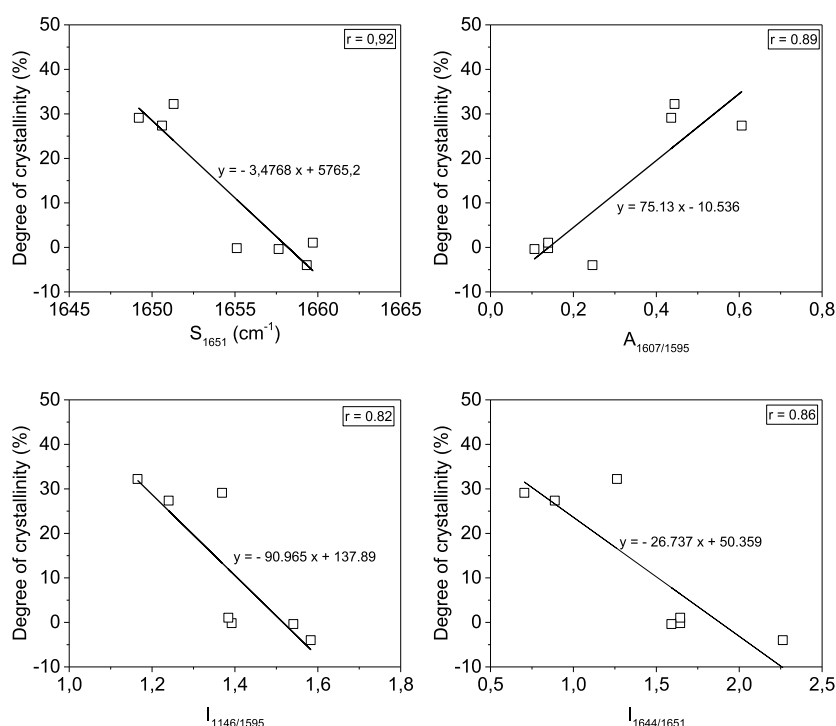 50
40
30
20
10
0
-10
Degree of crystallinity (%)
r = 0,92
y = - 3,4768 x + 5765,2
1645 1650 1655 1660 1665
S1651 (cm-1)
50
40
30
20
10
0
-10
Degree of crystallinity (%)
r = 0.89
y = 75.13 x - 10.536
0,0 0,2 0,4 0,6 0,8
A1607/1595
50
40
30
20
10
0
-10
Degree of crystallinity (%)
r = 0.82
y = - 90.965 x + 137.89
1,0 1,2 1,4 1,6 1,8
I1146/1595
50
40
30
20
10
0
-10
Degree of crystallinity (%)
r = 0.86
y = - 26.737 x + 50.359
0,5 1,0 1,5 2,0 2,5
I1644/1651